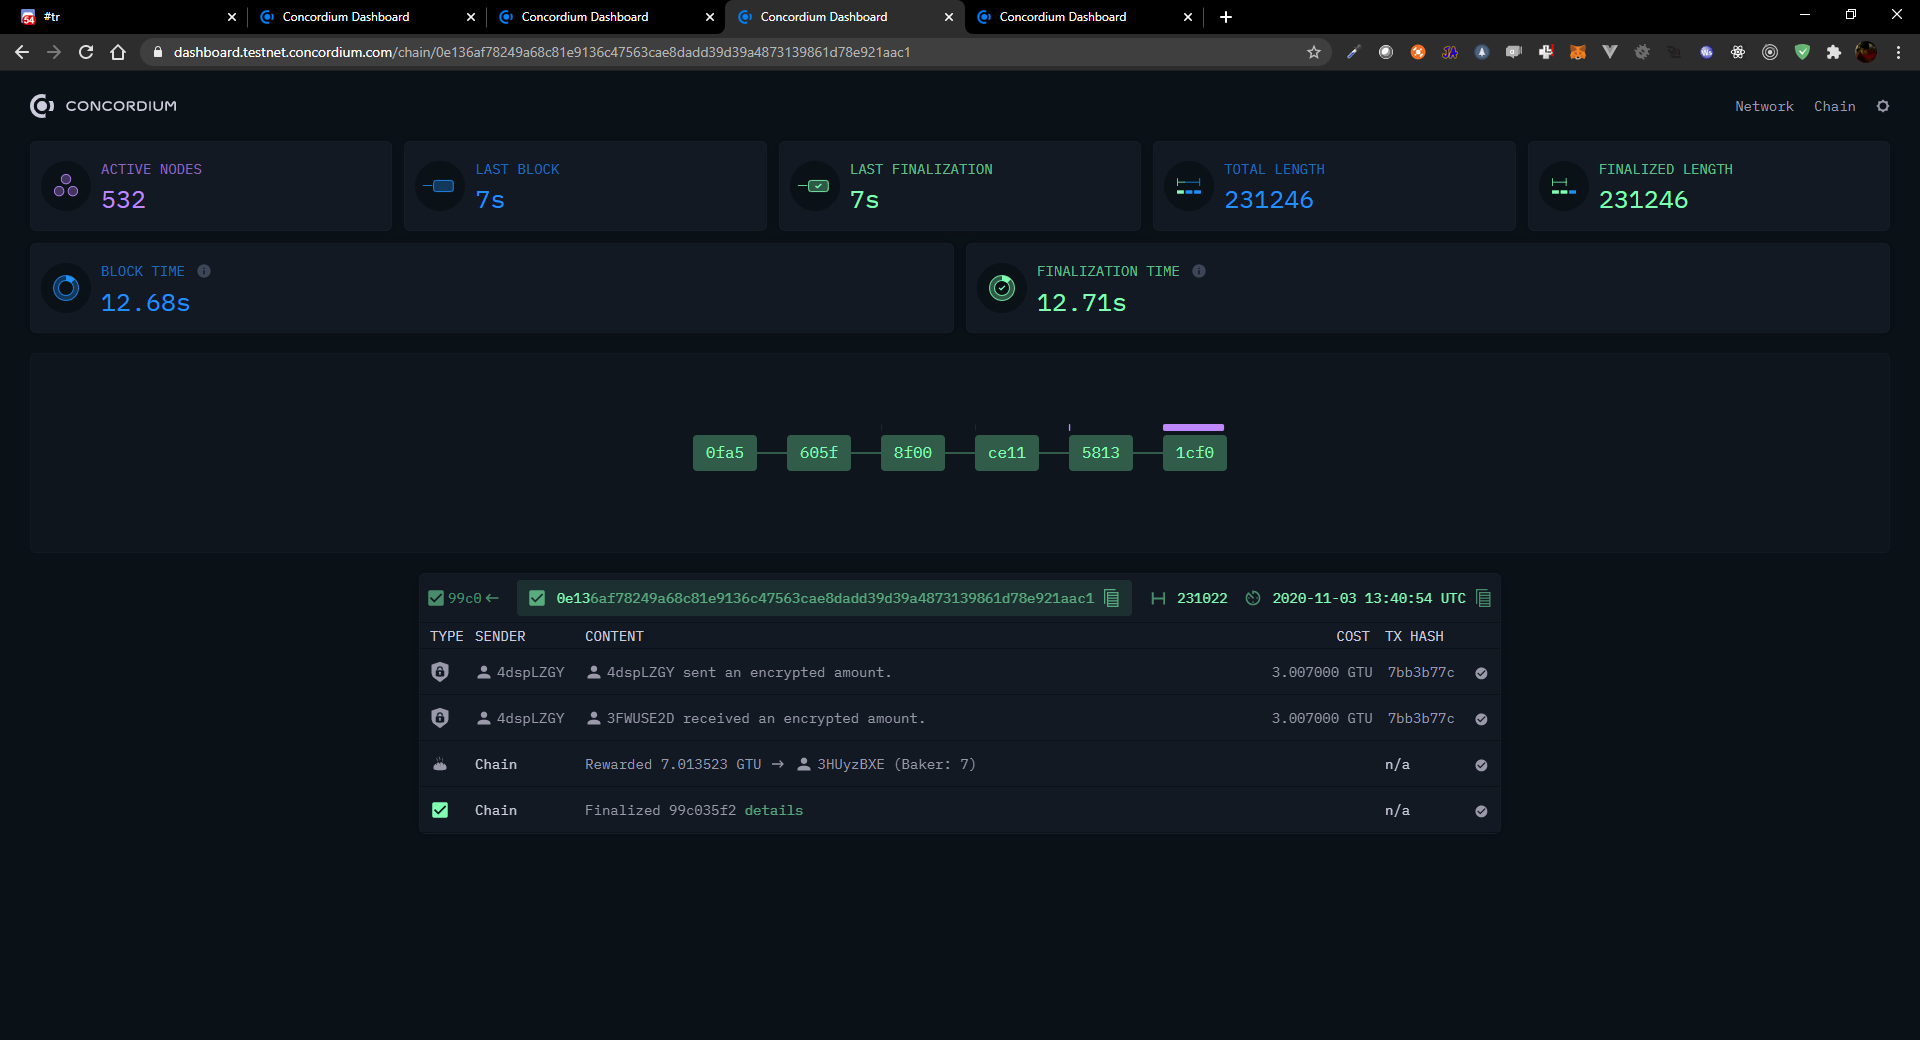 #tr
Concordium Dashboard
Concordium Dashboard
Concordium Dashboard
Concordium Dashboard
dashboard.testnet.concordium.com/chain/0e136af78249a68c81e9136c47563cae8dadd39d39a4873139861d78e921aac1
CONCORDIUM
Network Chain
ACTIVE NODES
532
LAST BLOCK
7s
LAST FINALIZATION
7s
TOTAL LENGTH
231246
FINALIZED LENGTH
231246
BLOCK TIME
12.68s
FINALIZATION TIME
12.71s
0fa5 605f 8f00 ce11 5813 1cf0
99c0 0e136af78249a68c81e9136c47563cae8dadd39d39a4873139861d78e921aac1 231022 2020-11-03 13:40:54 UTC
TYPE SENDER CONTENT COST TX HASH
4dspLZGY 4dspLZGY sent an encrypted amount. 3.007000 GTU 7bb3b77c
4dspLZGY 3FWUSE2D received an encrypted amount. 3.007000 GTU 7bb3b77c
Chain Rewarded 7.013523 GTU → 3HUyzBXE (Baker: 7) n/a
Chain Finalized 99c035f2 details n/a